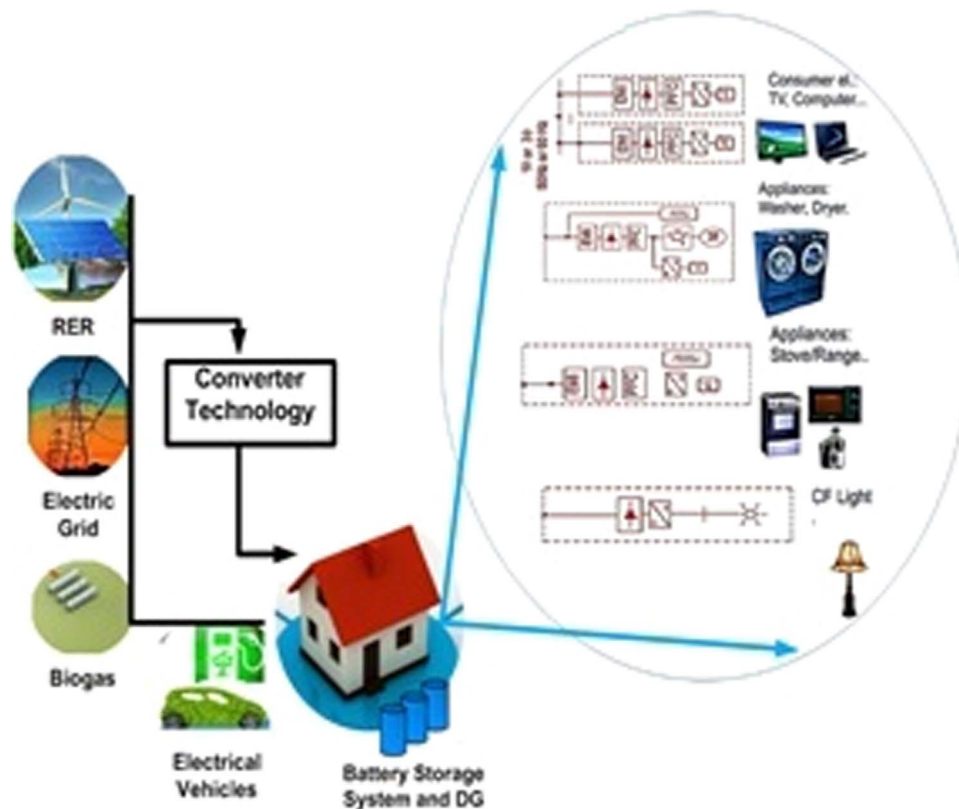 Consumer el.:
TV, Computer...
Appliances:
Washer, Dryer.
RER
Appliances:
Stove/Range..
Converter
Technology
Electric
Grid
CF Light
Biogas
Electrical
Vehicles
Battery Storage
System and DG